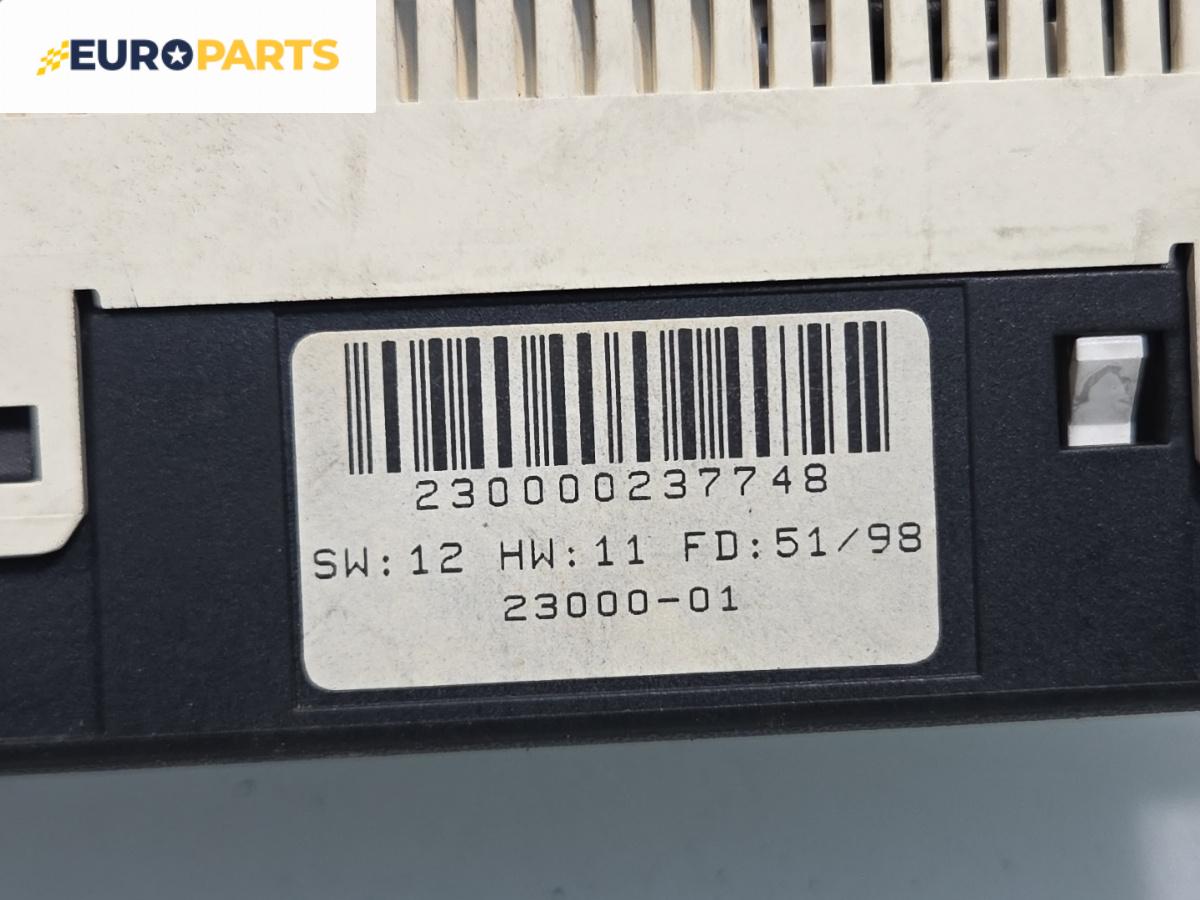 EUROPARTS
230000237748
SW:12 HW:11 FD:51/98
23000-01